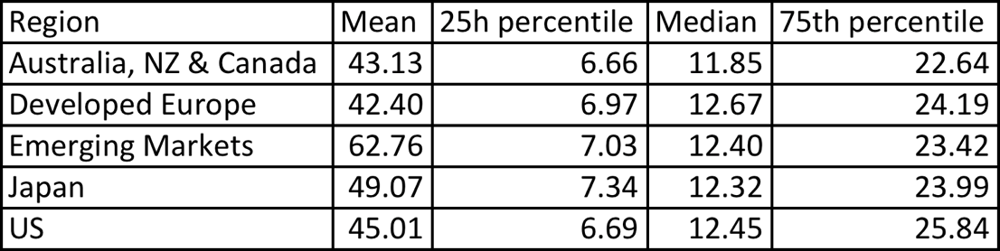 Region Mean 25h percentile Median 75th percentile
Australia, NZ & Canada 43.13 6.66 11.85 22.64
Developed Europe 42.40 6.97 12.67 24.19
Emerging Markets 62.76 7.03 12.40 23.42
Japan 49.07 7.34 12.32 23.99
US 45.01 6.69 12.45 25.84